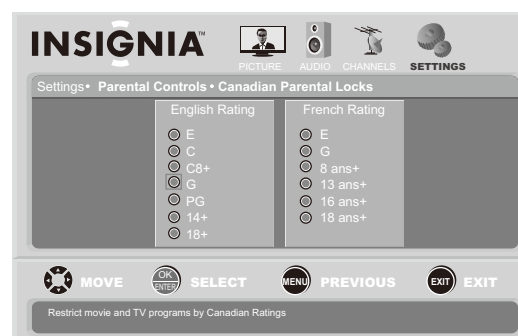 INSIGNIA™
PICTURE AUDIO CHANNELS SETTINGS
Settings• Parental Controls • Canadian Parental Locks
English Rating
E
C
C8+
G
PG
14+
18+
French Rating
E
G
8 ans+
13 ans+
16 ans+
18 ans+
MOVE OK ENTER SELECT MENU PREVIOUS EXIT EXIT
Restrict movie and TV programs by Canadian Ratings